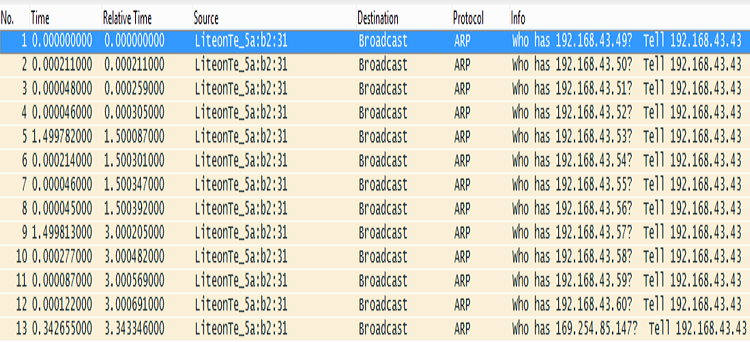 No. Time Relative Time Source Destination Protocol Info
1 0.000000000 0.000000000 LiteonTe_5a:b2:31 Broadcast ARP Who has 192.168.43.49? Tell 192.168.43.43
2 0.000211000 0.000211000 LiteonTe_5a:b2:31 Broadcast ARP Who has 192.168.43.50? Tell 192.168.43.43
3 0.000048000 0.000259000 LiteonTe_5a:b2:31 Broadcast ARP Who has 192.168.43.51? Tell 192.168.43.43
4 0.000046000 0.000305000 LiteonTe_5a:b2:31 Broadcast ARP Who has 192.168.43.52? Tell 192.168.43.43
5 1.499782000 1.500087000 LiteonTe_5a:b2:31 Broadcast ARP Who has 192.168.43.53? Tell 192.168.43.43
6 0.000214000 1.500301000 LiteonTe_5a:b2:31 Broadcast ARP Who has 192.168.43.54? Tell 192.168.43.43
7 0.000046000 1.500347000 LiteonTe_5a:b2:31 Broadcast ARP Who has 192.168.43.55? Tell 192.168.43.43
8 0.000045000 1.500392000 LiteonTe_5a:b2:31 Broadcast ARP Who has 192.168.43.56? Tell 192.168.43.43
9 1.499813000 3.000205000 LiteonTe_5a:b2:31 Broadcast ARP Who has 192.168.43.57? Tell 192.168.43.43
10 0.000277000 3.000482000 LiteonTe_5a:b2:31 Broadcast ARP Who has 192.168.43.58? Tell 192.168.43.43
11 0.000087000 3.000569000 LiteonTe_5a:b2:31 Broadcast ARP Who has 192.168.43.59? Tell 192.168.43.43
12 0.000122000 3.000691000 LiteonTe_5a:b2:31 Broadcast ARP Who has 192.168.43.60? Tell 192.168.43.43
13 0.342655000 3.343346000 LiteonTe_5a:b2:31 Broadcast ARP Who has 169.254.85.147? Tell 192.168.43.43